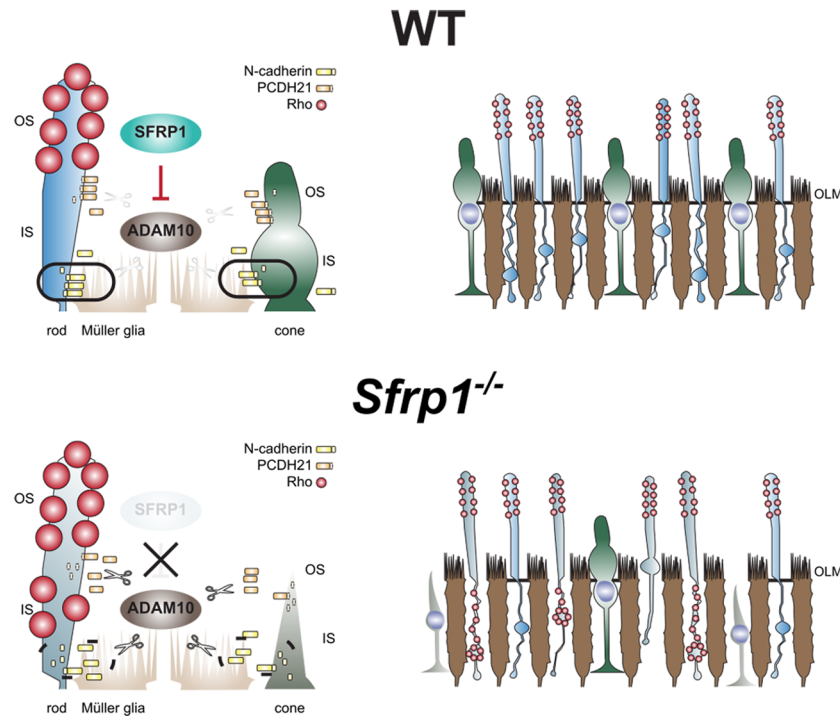 WT
N-cadherin
PCDH21
Rho
OS
SFRP1
OS
IS
ADAM10
IS
rod Müller glia cone
OLM
Sfrp1-/-
N-cadherin
PCDH21
Rho
OS
SFRP1
OS
IS
ADAM10
IS
rod Müller glia cone
OLM